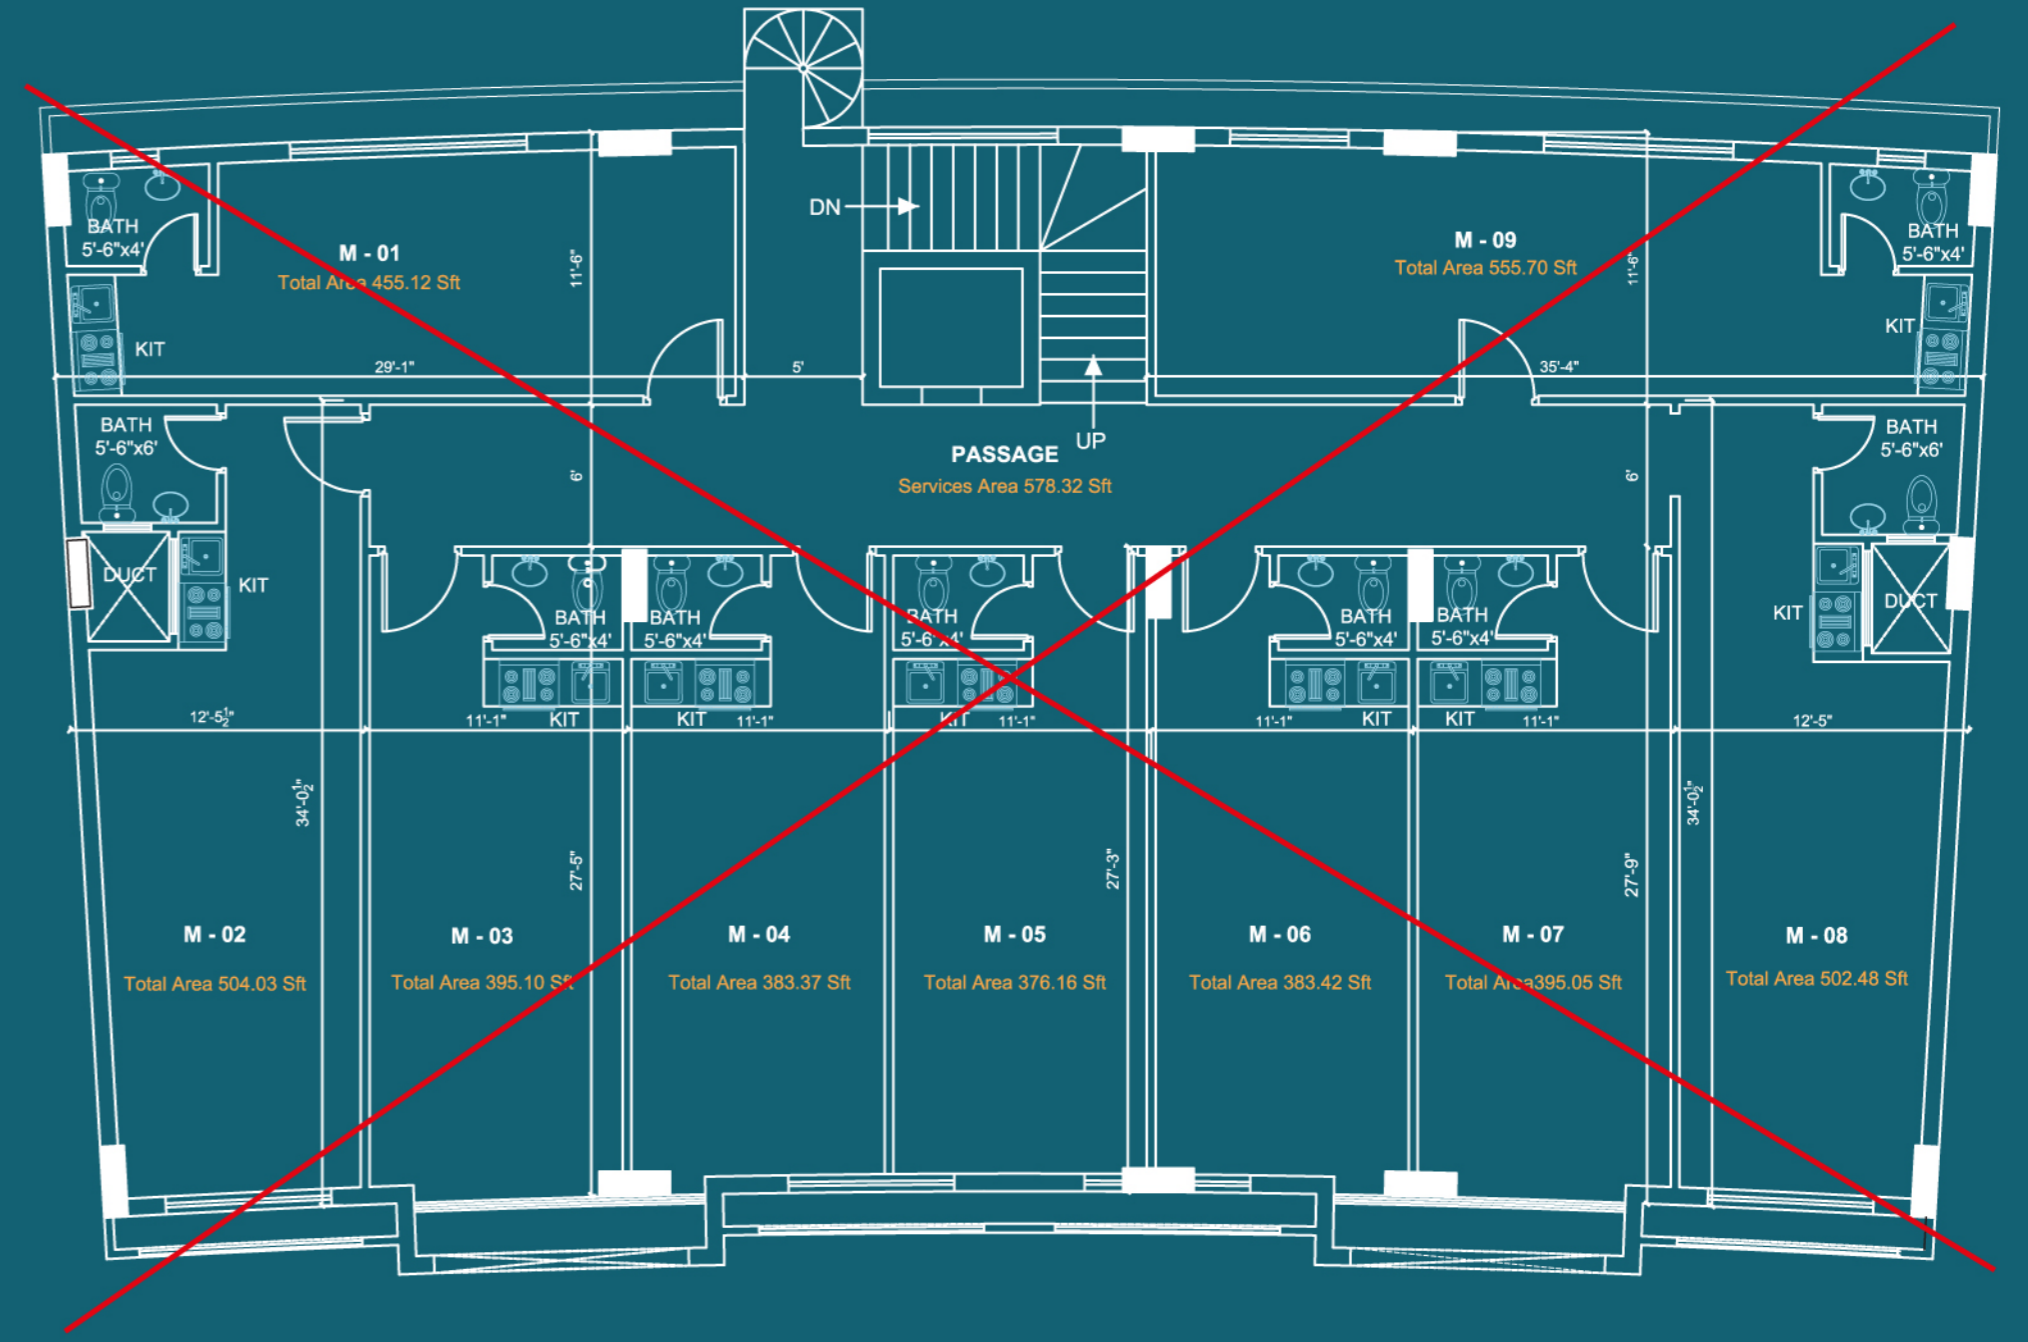 DN
BATH
5'-6"x4'
M - 01
Total Area 455.12 Sft
11'-6"
KIT
29'-1"
5'
M - 09
Total Area 555.70 Sft
11'-6"
BATH
5'-6"x4'
KIT
35'-4"
UP
BATH
5'-6"x6'
PASSAGE
Services Area 578.32 Sft
6'
6'
BATH
5'-6"x6'
DUCT
KIT
BATH
5'-6"x4'
BATH
5'-6"x4'
BATH
5'-6"x4'
BATH
5'-6"x4'
BATH
5'-6"x4'
KIT
DUCT
12'-5½"
11'-1"
KIT
KIT
11'-1"
KIT
11'-1"
11'-1"
KIT
KIT
11'-1"
12'-5"
34'-0½"
27'-5"
27'-3"
27'-9"
34'-0½"
M - 02
Total Area 504.03 Sft
M - 03
Total Area 395.10 Sft
M - 04
Total Area 383.37 Sft
M - 05
Total Area 376.16 Sft
M - 06
Total Area 383.42 Sft
M - 07
Total Area395.05 Sft
M - 08
Total Area 502.48 Sft